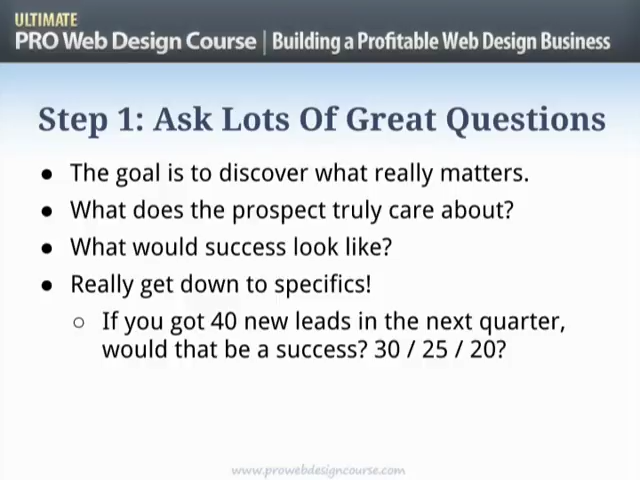 ULTIMATE
PRO Web Design Course | Building a Profitable Web Design Business
Step 1: Ask Lots Of Great Questions
● The goal is to discover what really matters.
● What does the prospect truly care about?
● What would success look like?
● Really get down to specifics!
○ If you got 40 new leads in the next quarter,
would that be a success? 30 / 25 / 20?
www.prowebdesigncourse.com